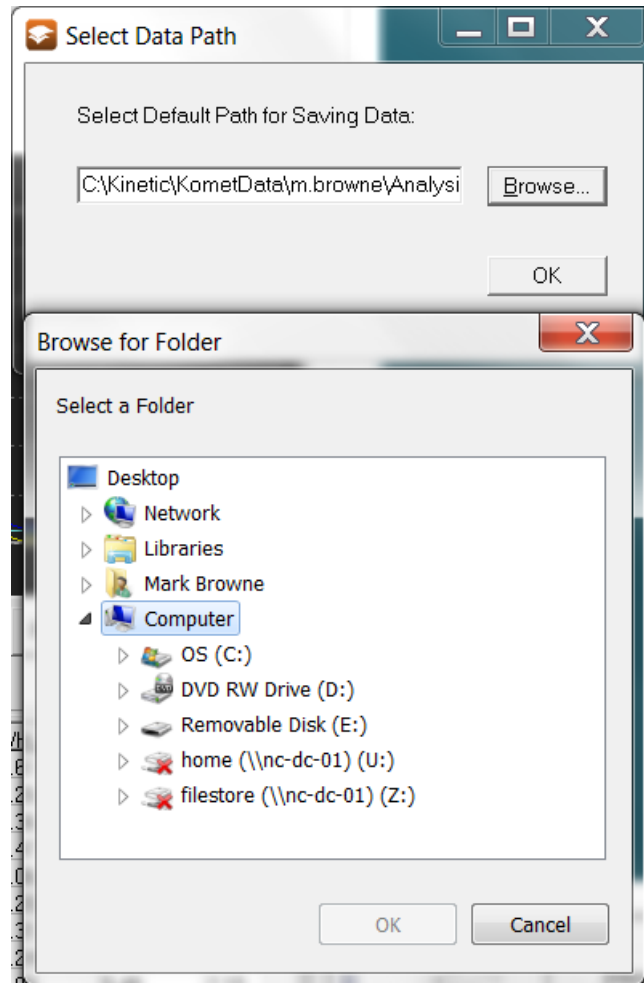 Select Data Path
Select Default Path for Saving Data:
C:\Kinetic\KometData\m.browne\Analysi
Browse...
OK
Browse for Folder
Select a Folder
Desktop
Network
Libraries
Mark Browne
Computer
OS (C:)
DVD RW Drive (D:)
Removable Disk (E:)
home (\\nc-dc-01) (U:)
filestore (\\nc-dc-01) (Z:)
OK Cancel